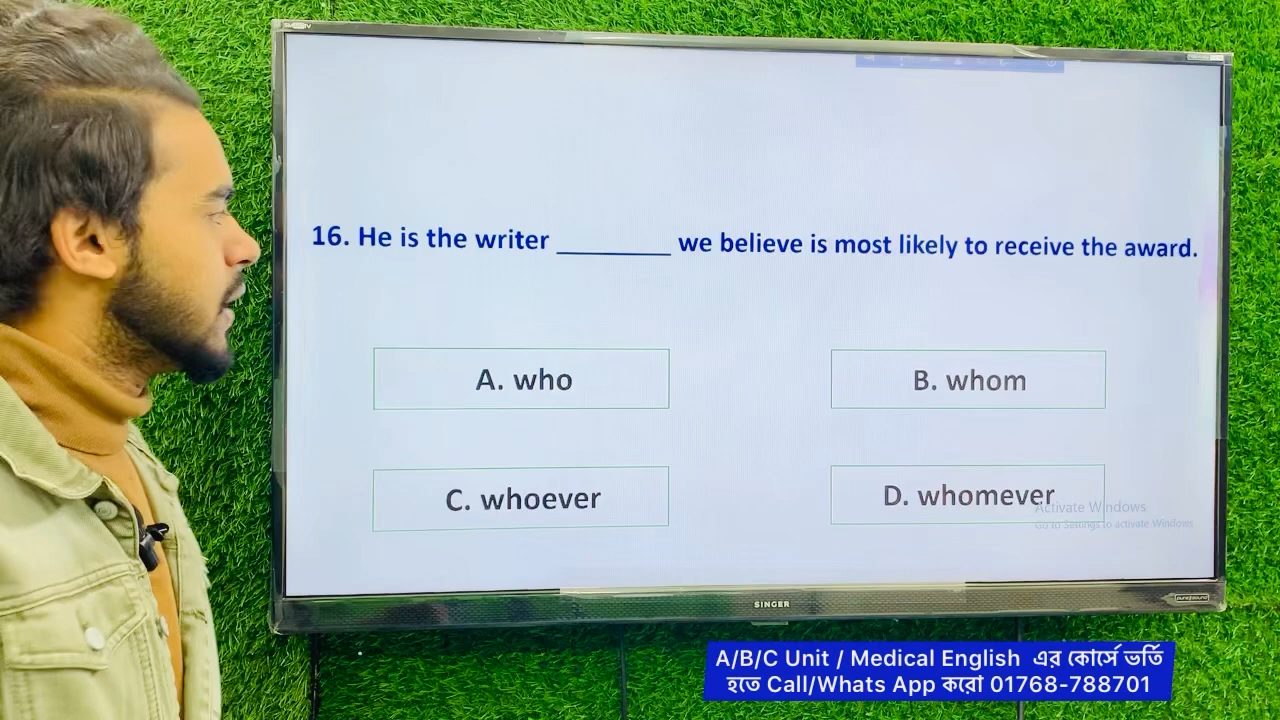 16. He is the writer ________ we believe is most likely to receive the award.
A. who
B. whom
C. whoever
D. whomever
Activate Windows
Go to Settings to activate Windows
SINGER
A/B/C Unit / Medical English এর কোর্সে ভর্তি
হতে Call/Whats App করো 01768-788701